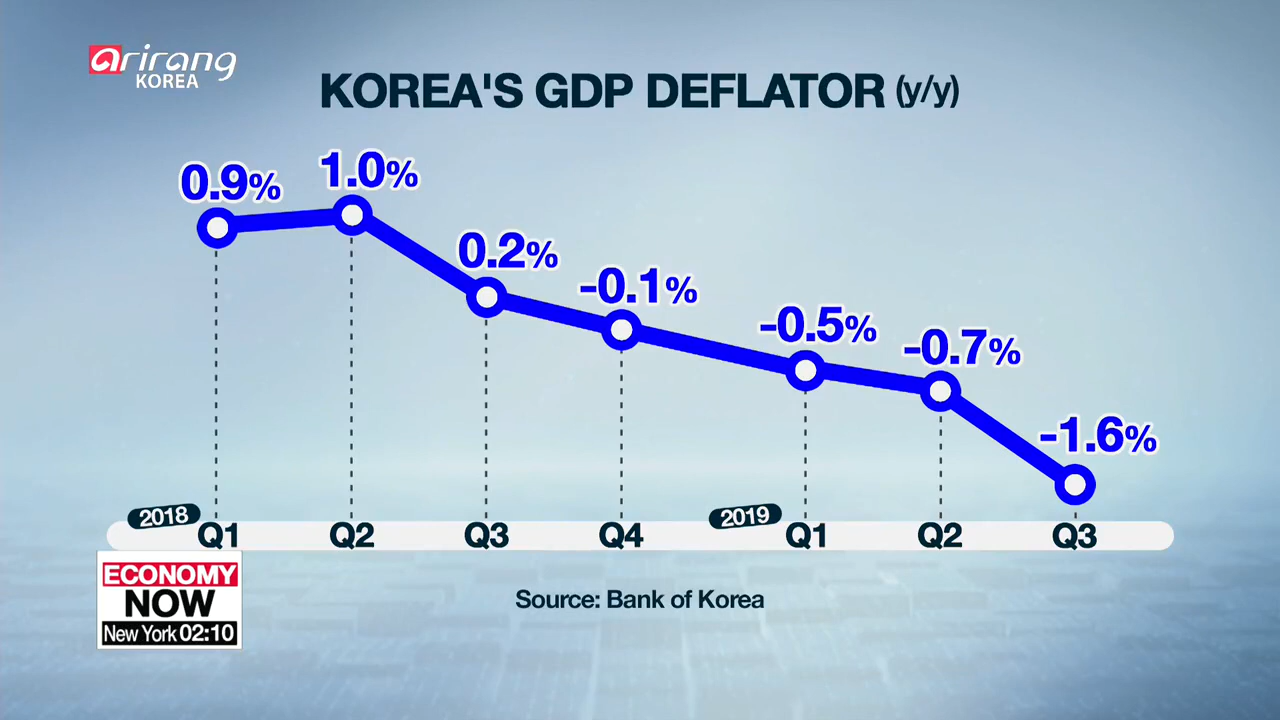 arirang
KOREA
KOREA'S GDP DEFLATOR (y/y)
0.9%
1.0%
0.2%
-0.1%
-0.5%
-0.7%
-1.6%
2018
Q1
Q2
Q3
Q4
2019
Q1
Q2
Q3
ECONOMY
NOW
New York 02:10
Source: Bank of Korea